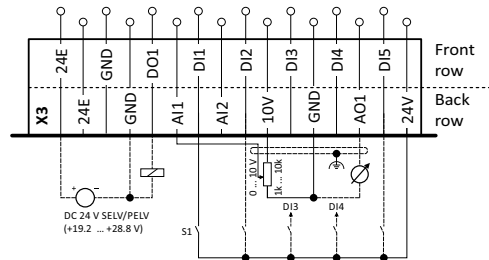 24E GND DO1 DI1 DI2 DI3 DI4 DI5 Front row
X3 24E GND AI1 AI2 10V GND AO1 24V Back row
0 ... 10 V
1k ... 10k
DC 24 V SELV/PELV
(+19.2 ... +28.8 V)
+ −
S1
DI3 DI4